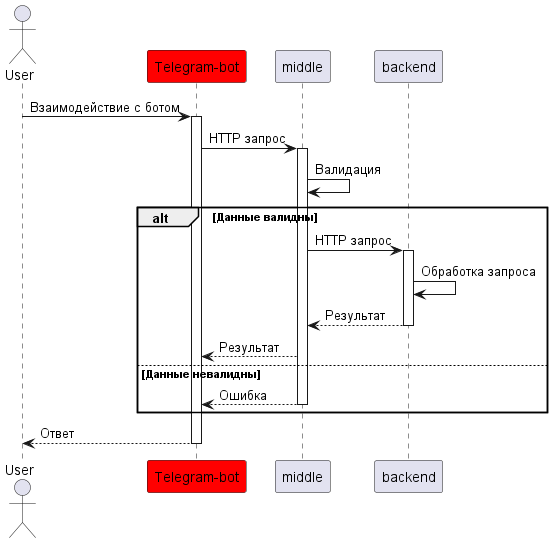 User
Telegram-bot
middle
backend
Взаимодействие с ботом
HTTP запрос
Валидация
alt
[Данные валидны]
HTTP запрос
Обработка запроса
Результат
Результат
[Данные невалидны]
Ошибка
Ответ
User
Telegram-bot
middle
backend